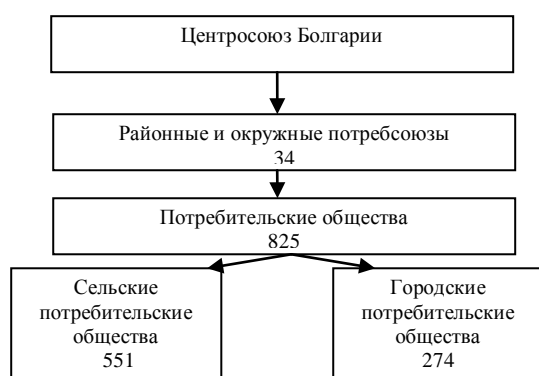 Центросоюз Болгарии
Районные и окружные потребсоюзы
34
Потребительские общества
825
Сельские
потребительские
общества
551
Городские
потребительские
общества
274